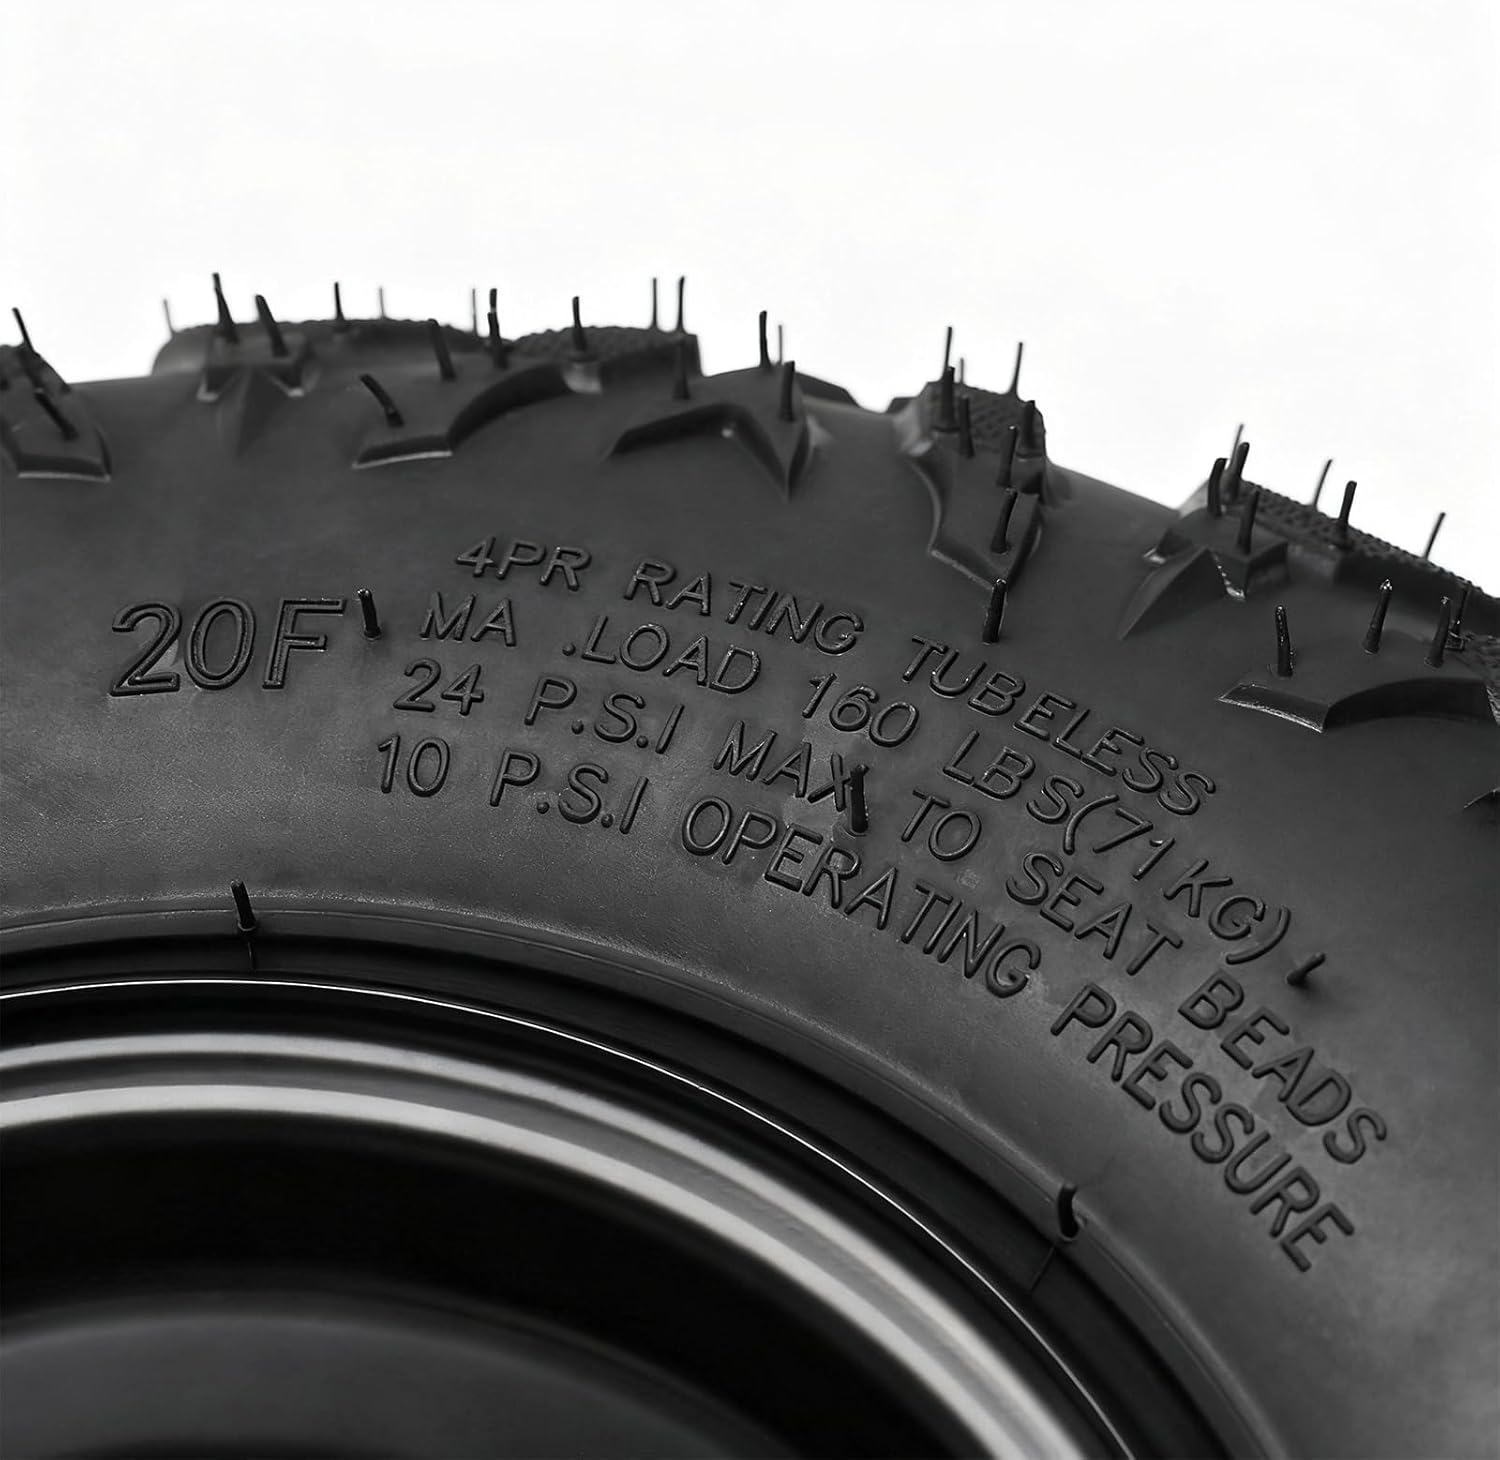 20F
4PR RATING TUBELESS
MA .LOAD 160 LBS(71KG)
24 P.S.I MAX TO SEAT BEADS
10 P.S.I OPERATING PRESSURE